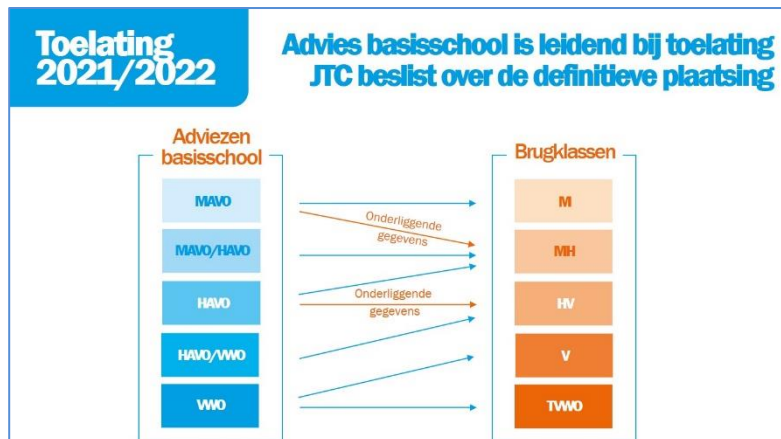 Toelating
2021/2022
Advies basisschool is leidend bij toelating
JTC beslist over de definitieve plaatsing
Adviezen
basisschool
Brugklassen
MAVO
MAVO/HAVO
HAVO
HAVO/VWO
VWO
Onderliggende
gegevens
Onderliggende
gegevens
M
MH
HV
V
TVWO